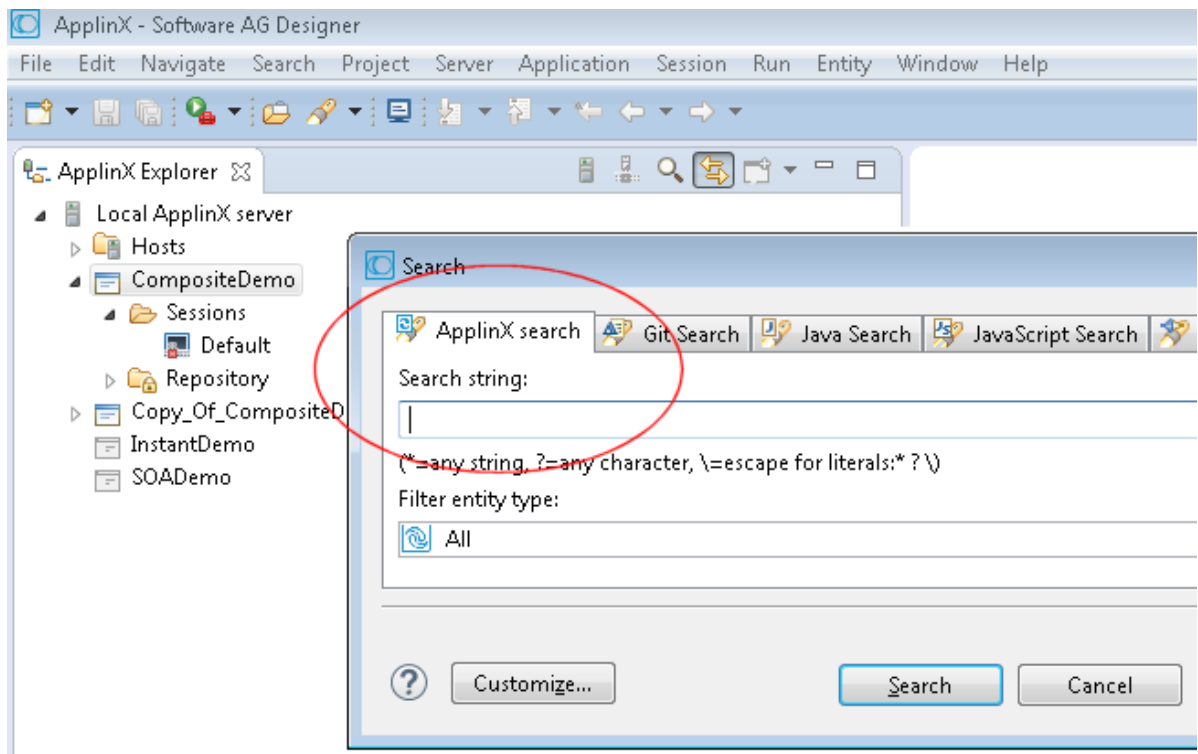 ApplinX - Software AG Designer
File Edit Navigate Search Project Server Application Session Run Entity Window Help
ApplinX Explorer
Local ApplinX server
Hosts
CompositeDemo
Sessions
Default
Repository
Copy_Of_CompositeD
InstantDemo
SOADemo
Search
ApplinX search Git Search Java Search JavaScript Search
Search string:
(*=any string, ?=any character, \=escape for literals:* ? \)
Filter entity type:
All
Customize... Search Cancel